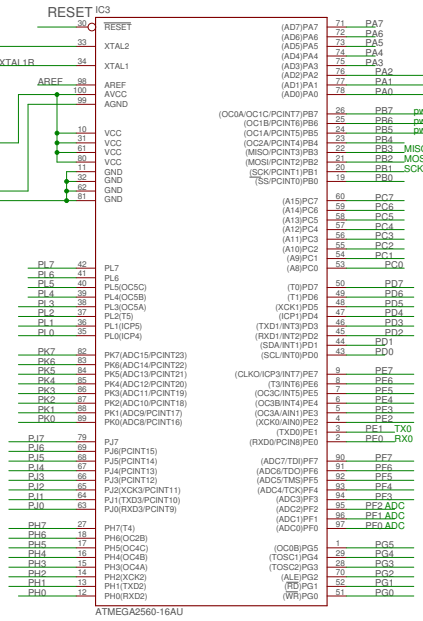 RESET IC3
30 RESET (AD7)PA7 71 PA7
(AD6)PA6 72 PA6
33 XTAL2 (AD5)PA5 73 PA5
(AD4)PA4 74 PA4
XTAL1R 34 XTAL1 (AD3)PA3 75 PA3
(AD2)PA2 76 PA2
AREF 98 AREF (AD1)PA1 77 PA1
100 AVCC (AD0)PA0 78 PA0
99 AGND
(OC0A/OC1C/PCINT7)PB7 26 PB7
(OC1B/PCINT6)PB6 25 PB6
10 VCC (OC1A/PCINT5)PB5 24 PB5
31 VCC (OC2A/PCINT4)PB4 23 PB4
61 VCC (MISO/PCINT3)PB3 22 PB3 MISO
80 VCC (MOSI/PCINT2)PB2 21 PB2 MOS
11 GND (SCK/PCINT1)PB1 20 PB1 SCK
32 GND (SS/PCINT0)PB0 19 PB0
62 GND
81 GND (A15)PC7 60 PC7
(A14)PC6 59 PC6
(A13)PC5 58 PC5
(A12)PC4 57 PC4
(A11)PC3 56 PC3
(A10)PC2 55 PC2
(A9)PC1 54 PC1
PL7 42 PL7 (A8)PC0 53 PC0
PL6 41 PL6
PL5 40 PL5(OC5C) (T0)PD7 50 PD7
PL4 39 PL4(OC5B) (T1)PD6 49 PD6
PL3 38 PL3(OC5A) (XCK1)PD5 48 PD5
PL2 37 PL2(T5) (ICP1)PD4 47 PD4
PL1 36 PL1(ICP5) (TXD1/INT3)PD3 46 PD3
PL0 35 PL0(ICP4) (RXD1/INT2)PD2 45 PD2
(SDA/INT1)PD1 44 PD1
PK7 82 PK7(ADC15/PCINT23) (SCL/INT0)PD0 43 PD0
PK6 83 PK6(ADC14/PCINT22)
PK5 84 PK5(ADC13/PCINT21) (CLKO/ICP3/INT7)PE7 9 PE7
PK4 85 PK4(ADC12/PCINT20) (T3/INT6)PE6 8 PE6
PK3 86 PK3(ADC11/PCINT19) (OC3C/INT5)PE5 7 PE5
PK2 87 PK2(ADC10/PCINT18) (OC3B/INT4)PE4 6 PE4
PK1 88 PK1(ADC9/PCINT17) (OC3A/AIN1)PE3 5 PE3
PK0 89 PK0(ADC8/PCINT16) (XCK0/AIN0)PE2 4 PE2
(TXD0)PE1 3 PE1 TX0
PJ7 79 PJ7 (RXD0/PCIN8)PE0 2 PE0 RX0
PJ6 69 PJ6(PCINT15)
PJ5 68 PJ5(PCINT14) (ADC7/TDI)PF7 90 PF7
PJ4 67 PJ4(PCINT13) (ADC6/TDO)PF6 91 PF6
PJ3 66 PJ3(PCINT12) (ADC5/TMS)PF5 92 PF5
PJ2 65 PJ2(XCK3/PCINT11) (ADC4/TCK)PF4 93 PF4
PJ1 64 PJ1(TXD3/PCINT10) (ADC3)PF3 94 PF3
PJ0 63 PJ0(RXD3/PCINT9) (ADC2)PF2 95 PF2 ADC
(ADC1)PF1 96 PF1 ADC
PH7 27 PH7(T4) (ADC0)PF0 97 PF0 ADC
PH6 18 PH6(OC2B)
PH5 17 PH5(OC4C) (OC0B)PG5 1 PG5
PH4 16 PH4(OC4B) (TOSC1)PG4 29 PG4
PH3 15 PH3(OC4A) (TOSC2)PG3 28 PG3
PH2 14 PH2(XCK2) (ALE)PG2 70 PG2
PH1 13 PH1(TXD2) (RD)PG1 52 PG1
PH0 12 PH0(RXD2) (WR)PG0 51 PG0
ATMEGA2560-16AU